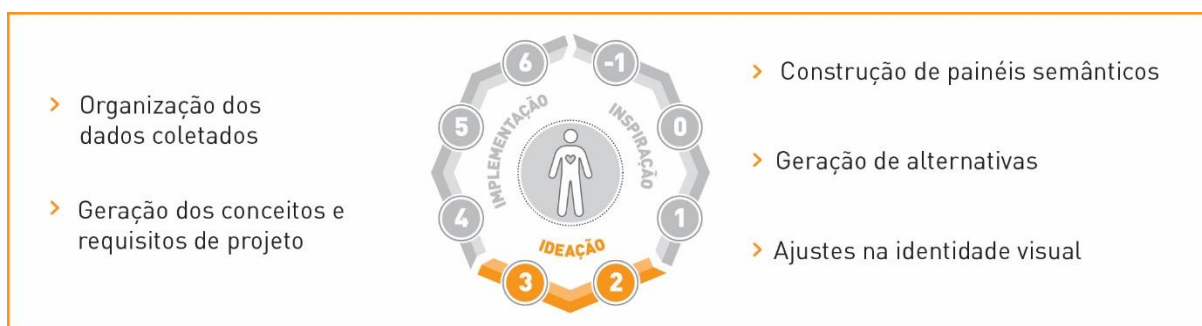 Organização dos
dados coletados
Geração dos conceitos e
requisitos de projeto
6
-1
5
0
4
1
3
2
IMPLEMENTAÇÃO
INSPIRAÇÃO
IDEAÇÃO
Construção de painéis semânticos
Geração de alternativas
Ajustes na identidade visual